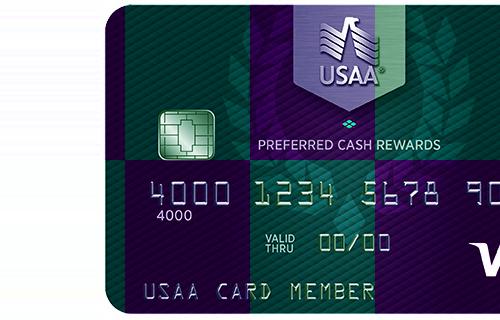 USAA®
PREFERRED CASH REWARDS
4000 1234 5678 90
4000
VALID THRU 00/00
USAA CARD MEMBER